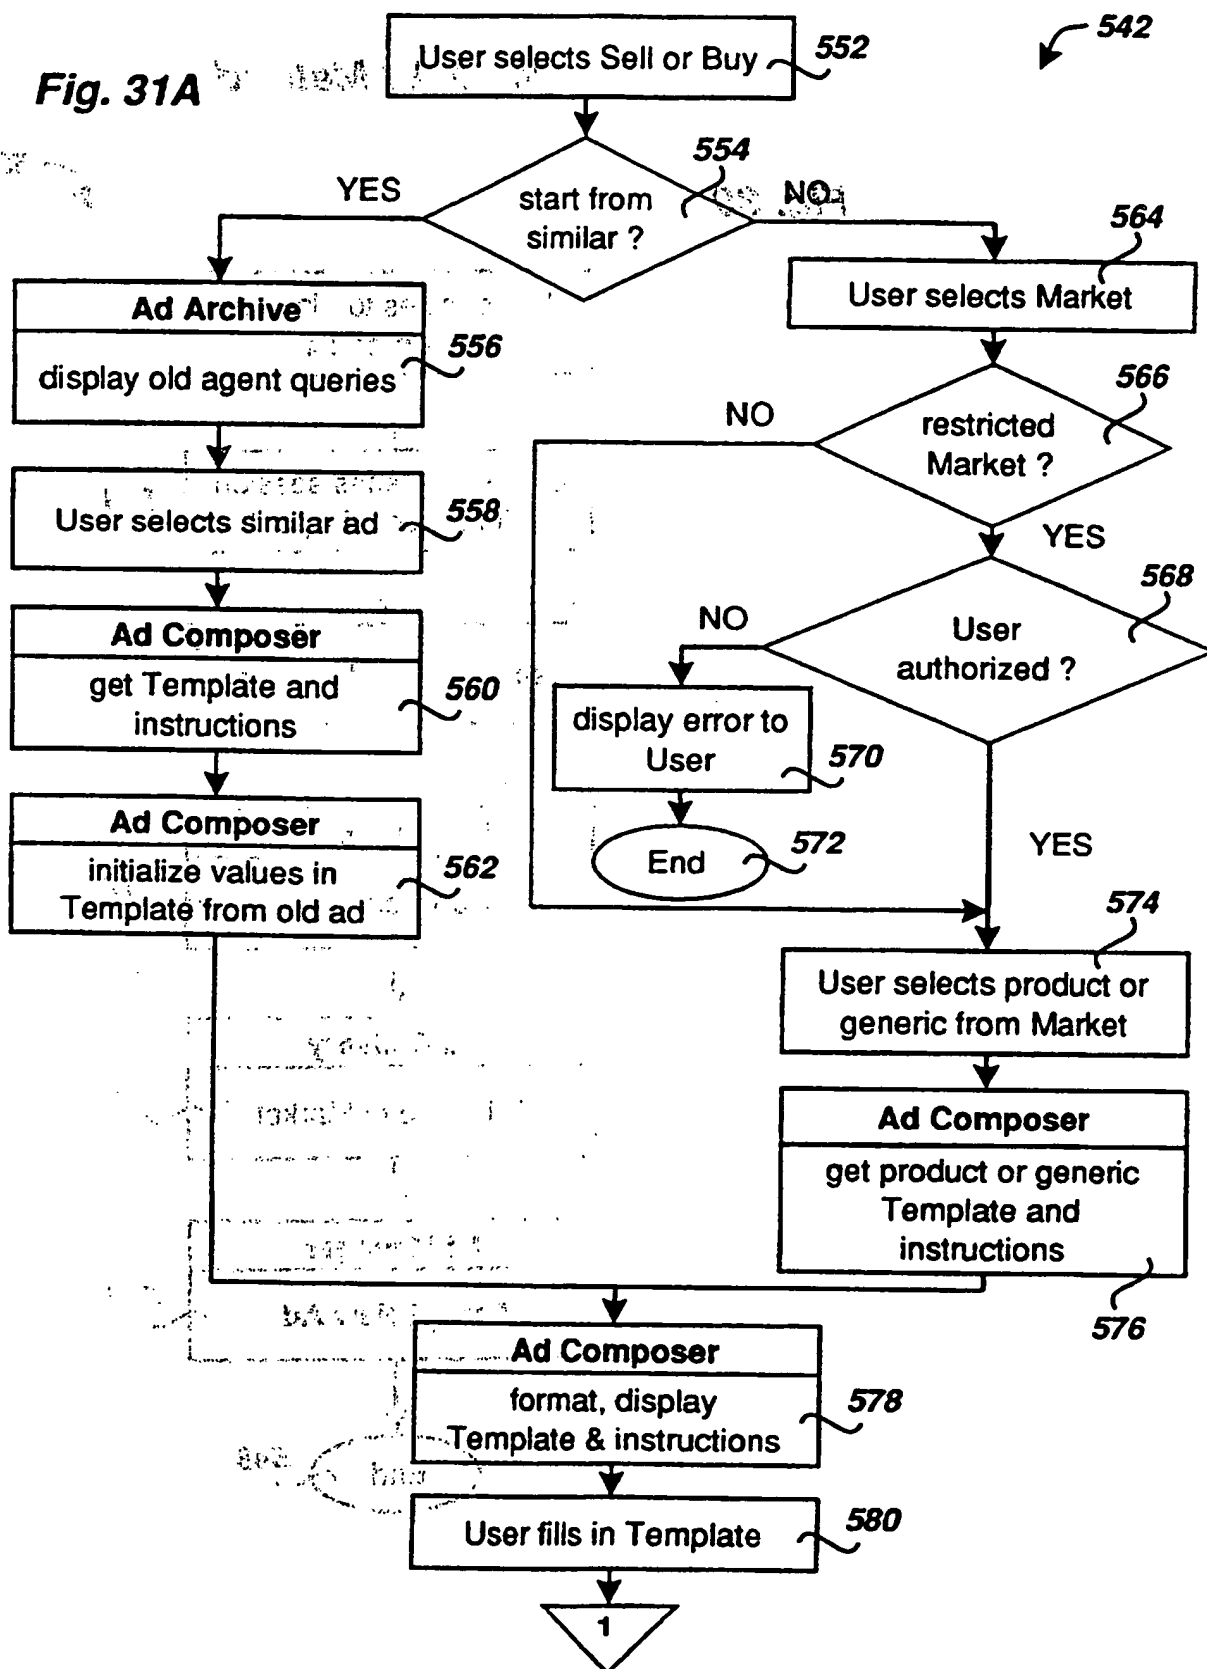 542
User selects Sell or Buy 552
Fig. 31A
554
YES
start from
similar ?
NO
564
User selects Market
Ad Archive
display old agent queries 556
566
NO
restricted
Market ?
YES
User selects similar ad 558
568
NO
User
authorized ?
Ad Composer
get Template and
instructions
560
display error to
User
570
End 572
YES
Ad Composer
initialize values in
Template from old ad
562
574
User selects product or
generic from Market
Ad Composer
get product or generic
Template and
instructions
576
Ad Composer
format, display
Template & instructions
578
User fills in Template 580
1